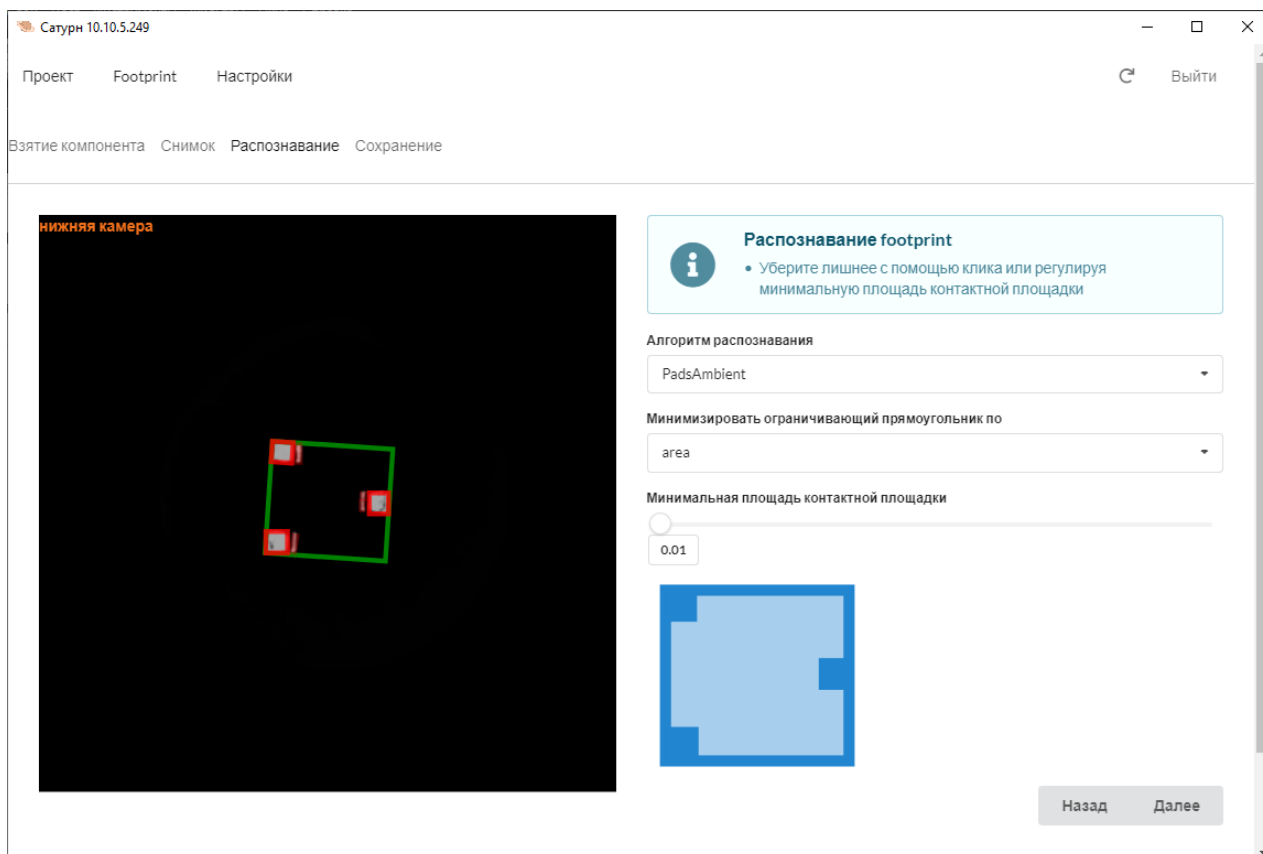 Сатурн 10.10.5.249
Проект Footprint Настройки Выйти
Взятие компонента Снимок Распознавание Сохранение
нижняя камера
Распознавание footprint
• Уберите лишнее с помощью клика или регулируя
минимальную площадь контактной площадки
Алгоритм распознавания
PadsAmbient
Минимизировать ограничивающий прямоугольник по
area
Минимальная площадь контактной площадки
0.01
Назад Далее